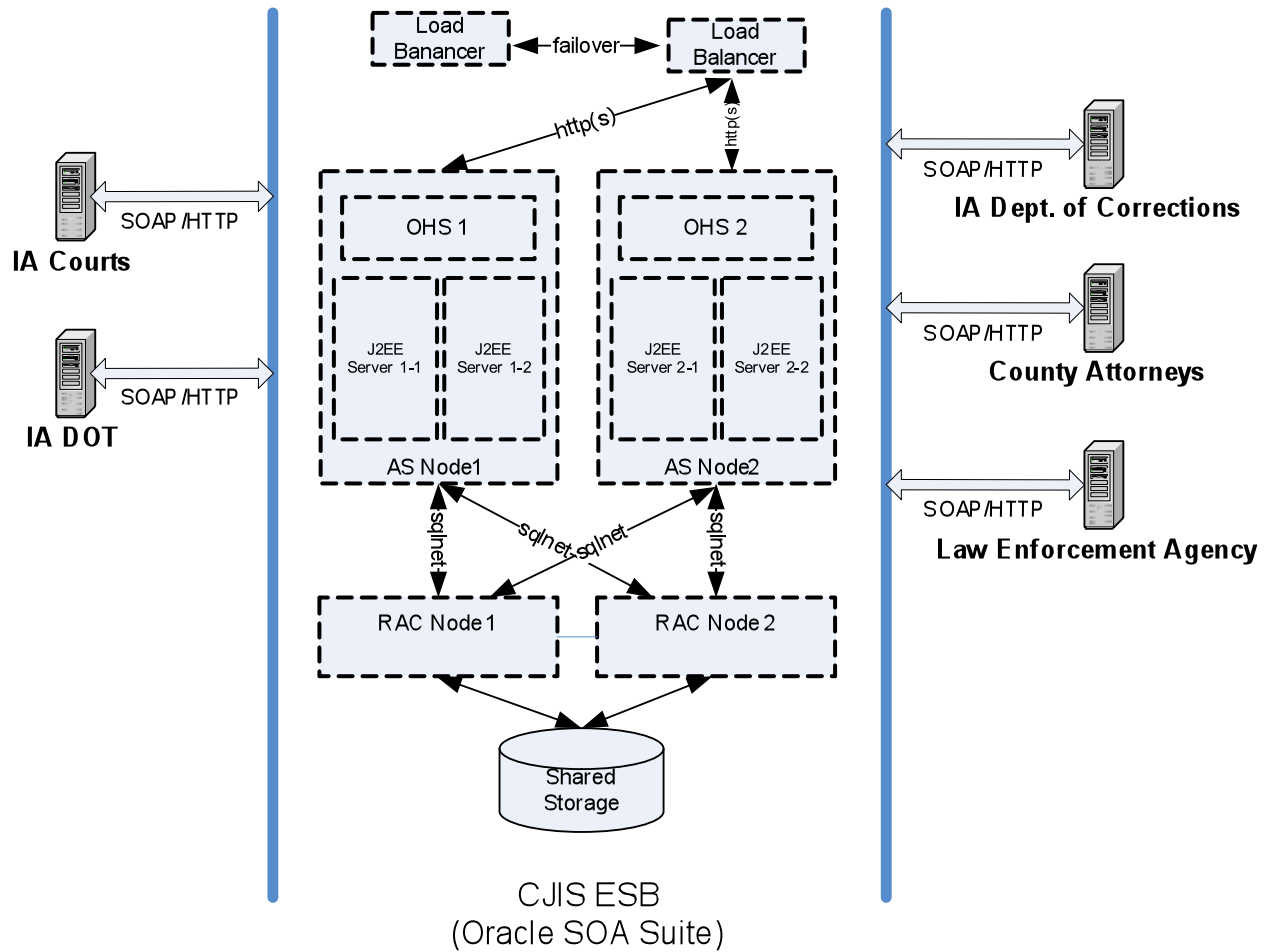 Load
Banancer
failover
Load
Balancer
http(s)
http(s)
SOAP/HTTP
IA Courts
SOAP/HTTP
IA DOT
OHS 1
J2EE
Server 1-1
J2EE
Server 1-2
AS Node1
OHS 2
J2EE
Server 2-1
J2EE
Server 2-2
AS Node2
SOAP/HTTP
IA Dept. of Corrections
SOAP/HTTP
County Attorneys
SOAP/HTTP
Law Enforcement Agency
sqlnet
sqlnet
sqlnet
sqlnet
RAC Node1
RAC Node2
Shared
Storage
CJIS ESB
(Oracle SOA Suite)